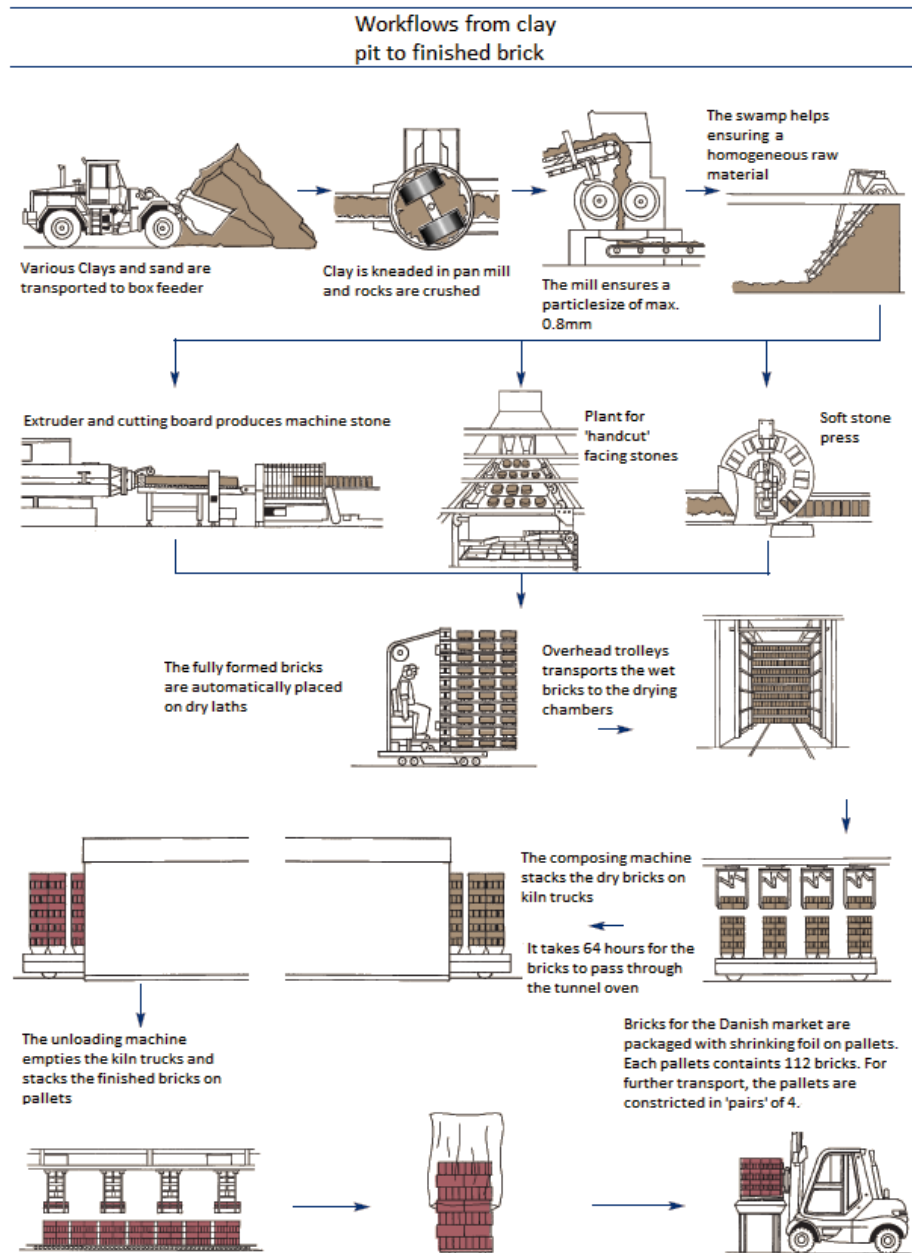 Workflows from clay
pit to finished brick
The swamp helps
ensuring a
homogeneous raw
material
Various Clays and sand are
transported to box feeder
Clay is kneaded in pan mill
and rocks are crushed
The mill ensures a
particlesize of max.
0.8mm
Extruder and cutting board produces machine stone
Plant for
'handcut'
facing stones
Soft stone
press
The fully formed bricks
are automatically placed
on dry laths
Overhead trolleys
transports the wet
bricks to the drying
chambers
The composing machine
stacks the dry bricks on
kiln trucks
It takes 64 hours for the
bricks to pass through
the tunnel oven
The unloading machine
empties the kiln trucks and
stacks the finished bricks on
pallets
Bricks for the Danish market are
packaged with shrinking foil on pallets.
Each pallets containts 112 bricks. For
further transport, the pallets are
constricted in 'pairs' of 4.